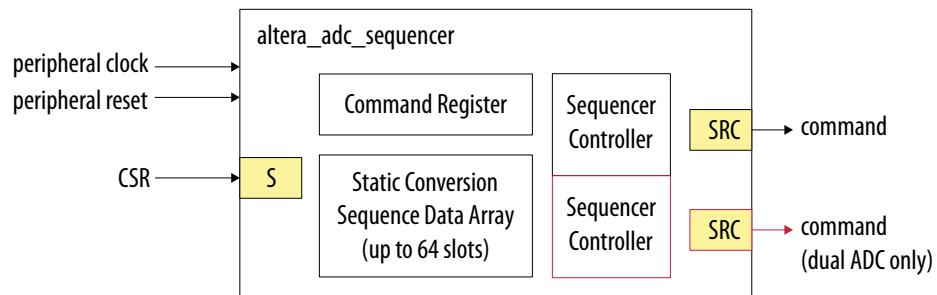 altera_adc_sequencer
peripheral clock
peripheral reset
Command Register
Sequencer
Controller
SRC
command
CSR
S
Static Conversion
Sequence Data Array
(up to 64 slots)
Sequencer
Controller
SRC
command
(dual ADC only)